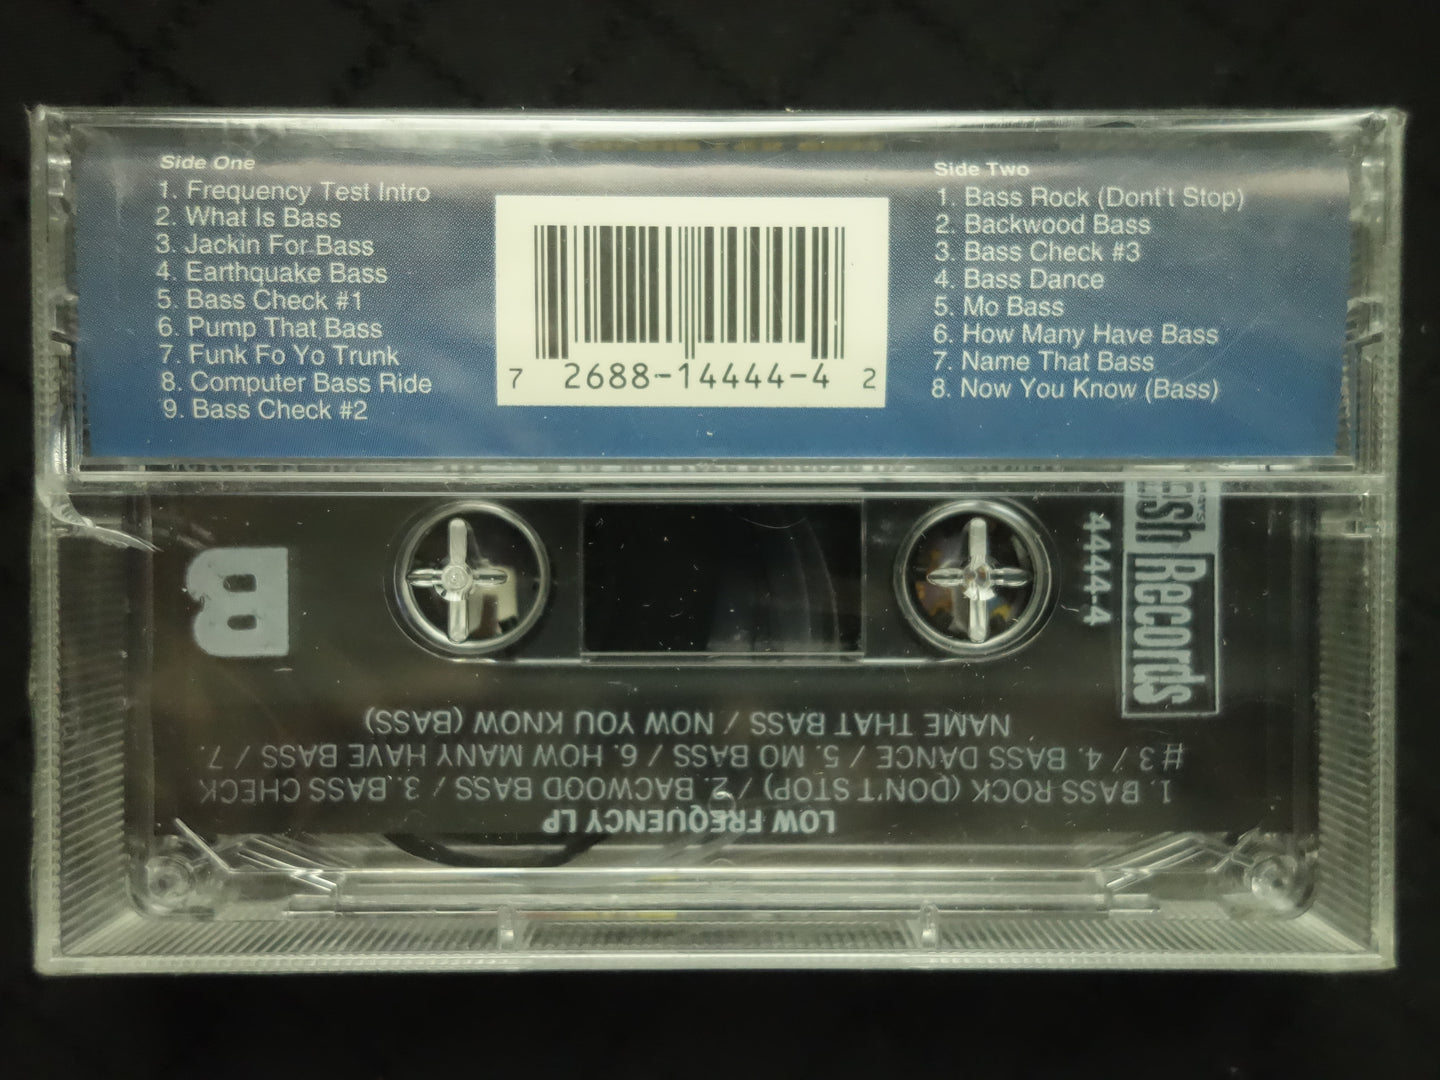 Side One
1. Frequency Test Intro
2. What Is Bass
3. Jackin For Bass
4. Earthquake Bass
5. Bass Check #1
6. Pump That Bass
7. Funk Fo Yo Trunk
8. Computer Bass Ride
9. Bass Check #2
7 2688-14444-4 2
Side Two
1. Bass Rock (Dont't Stop)
2. Backwood Bass
3. Bass Check #3
4. Bass Dance
5. Mo Bass
6. How Many Have Bass
7. Name That Bass
8. Now You Know (Bass)
B
Records
4444-4
LOW FREQUENCY LP
1. BASS ROCK (DON'T STOP) / 2. BACWOOD BASS / 3. BASS CHECK
#3 / 4. BASS DANCE / 5. MO BASS / 6. HOW MANY HAVE BASS / 7.
NAME THAT BASS / NOW YOU KNOW (BASS)